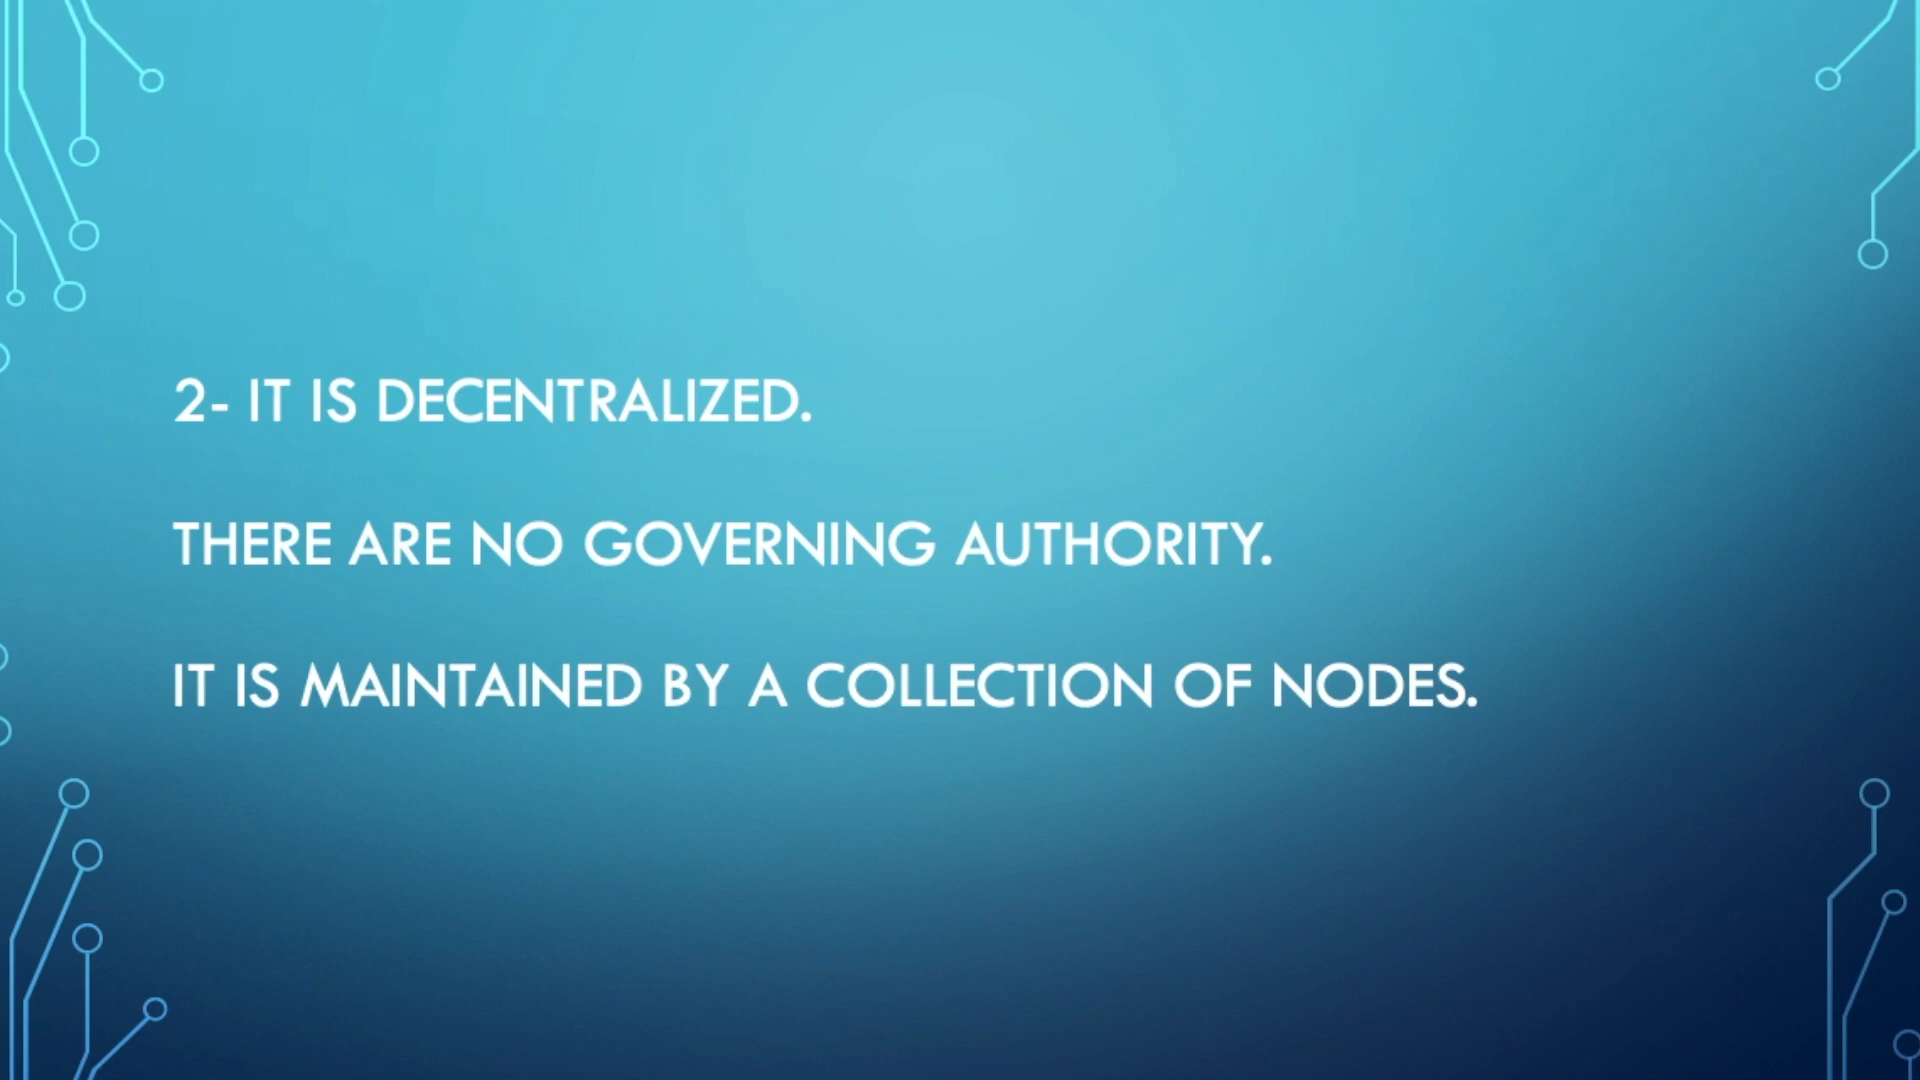 2- IT IS DECENTRALIZED.
THERE ARE NO GOVERNING AUTHORITY.
IT IS MAINTAINED BY A COLLECTION OF NODES.